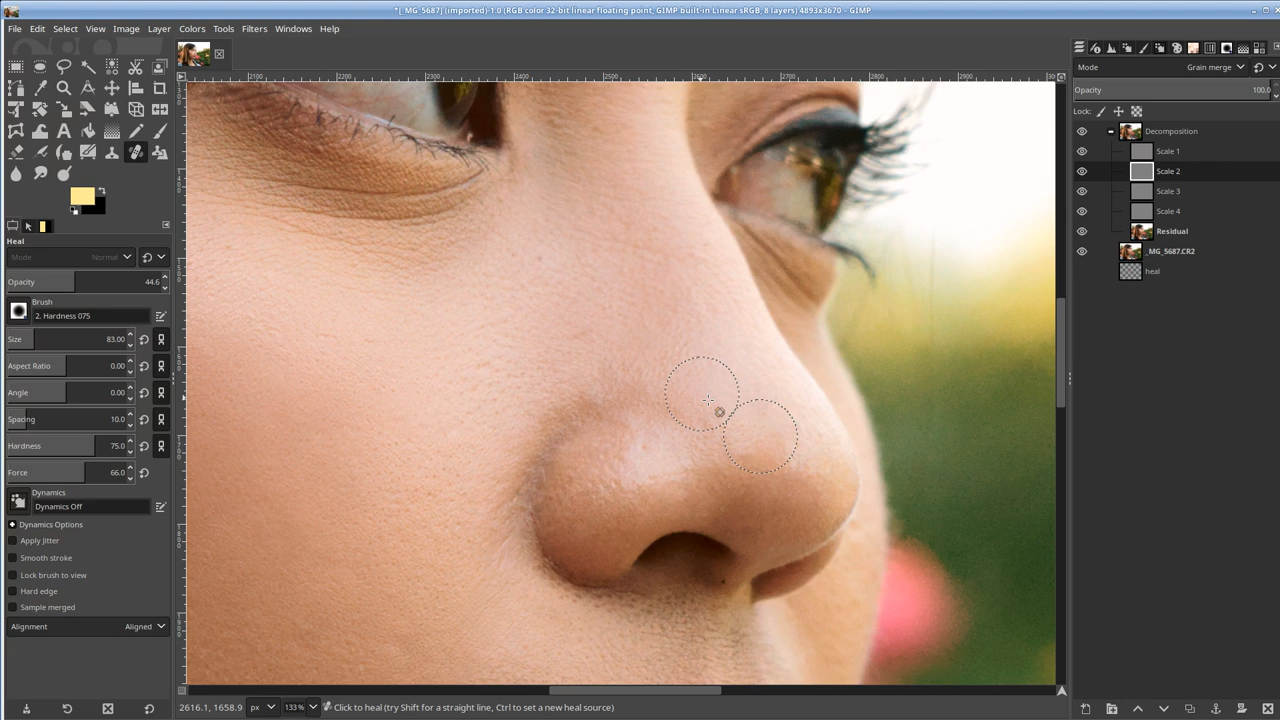 *[_MG_5687] (imported)-1.0 (RGB color 32-bit linear floating point, GIMP built-in Linear sRGB, 8 layers) 4893x3670 – GIMP
File Edit Select View Image Layer Colors Tools Filters Windows Help
2100 2200 2300 2400 2500 2600 2700 2800 2900
Heal
Mode Normal
Opacity 44.6
Brush
2. Hardness 075
Size 83.00
Aspect Ratio 0.00
Angle 0.00
Spacing 10.0
Hardness 75.0
Force 66.0
Dynamics
Dynamics Off
Dynamics Options
Apply Jitter
Smooth stroke
Lock brush to view
Hard edge
Sample merged
Alignment Aligned
2616.1, 1658.9 px 133 % Click to heal (try Shift for a straight line, Ctrl to set a new heal source)
Mode Grain merge
Opacity 100.0
Lock:
Decomposition
Scale 1
Scale 2
Scale 3
Scale 4
Residual
_MG_5687.CR2
heal